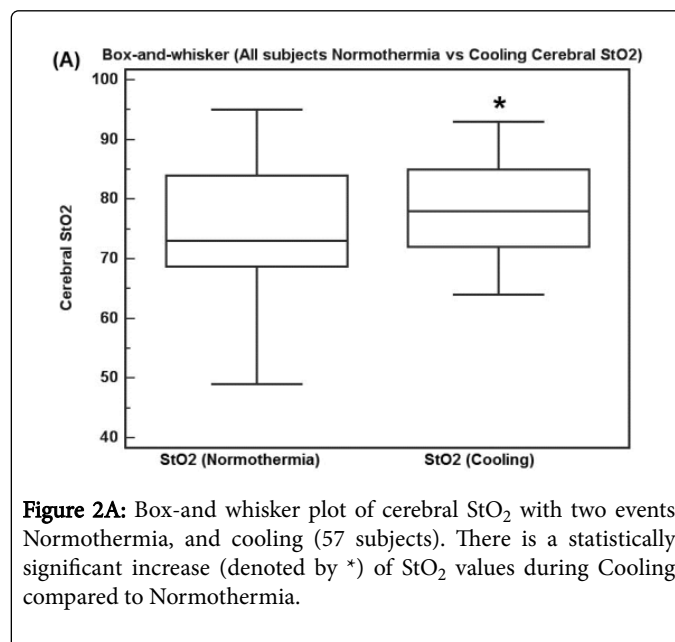 (A) Box-and-whisker (All subjects Normothermia vs Cooling Cerebral StO2)
100
90
80
70
60
50
40
Cerebral StO2
*
StO2 (Normothermia) StO2 (Cooling)
Figure 2A: Box-and whisker plot of cerebral StO₂ with two events
Normothermia, and cooling (57 subjects). There is a statistically
significant increase (denoted by *) of StO₂ values during Cooling
compared to Normothermia.